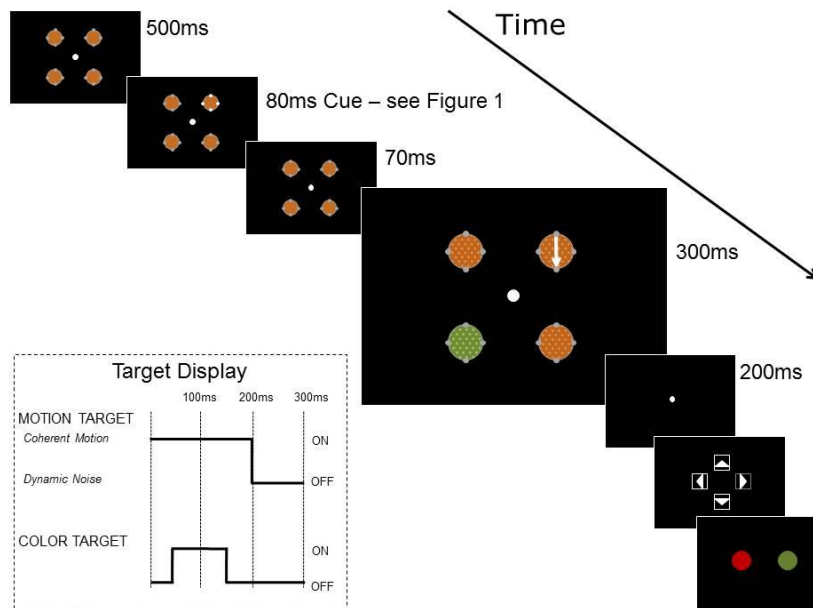 Time
500ms
80ms Cue – see Figure 1
70ms
300ms
200ms
Target Display
100ms 200ms 300ms
MOTION TARGET
Coherent Motion ON
Dynamic Noise OFF
COLOR TARGET ON
OFF